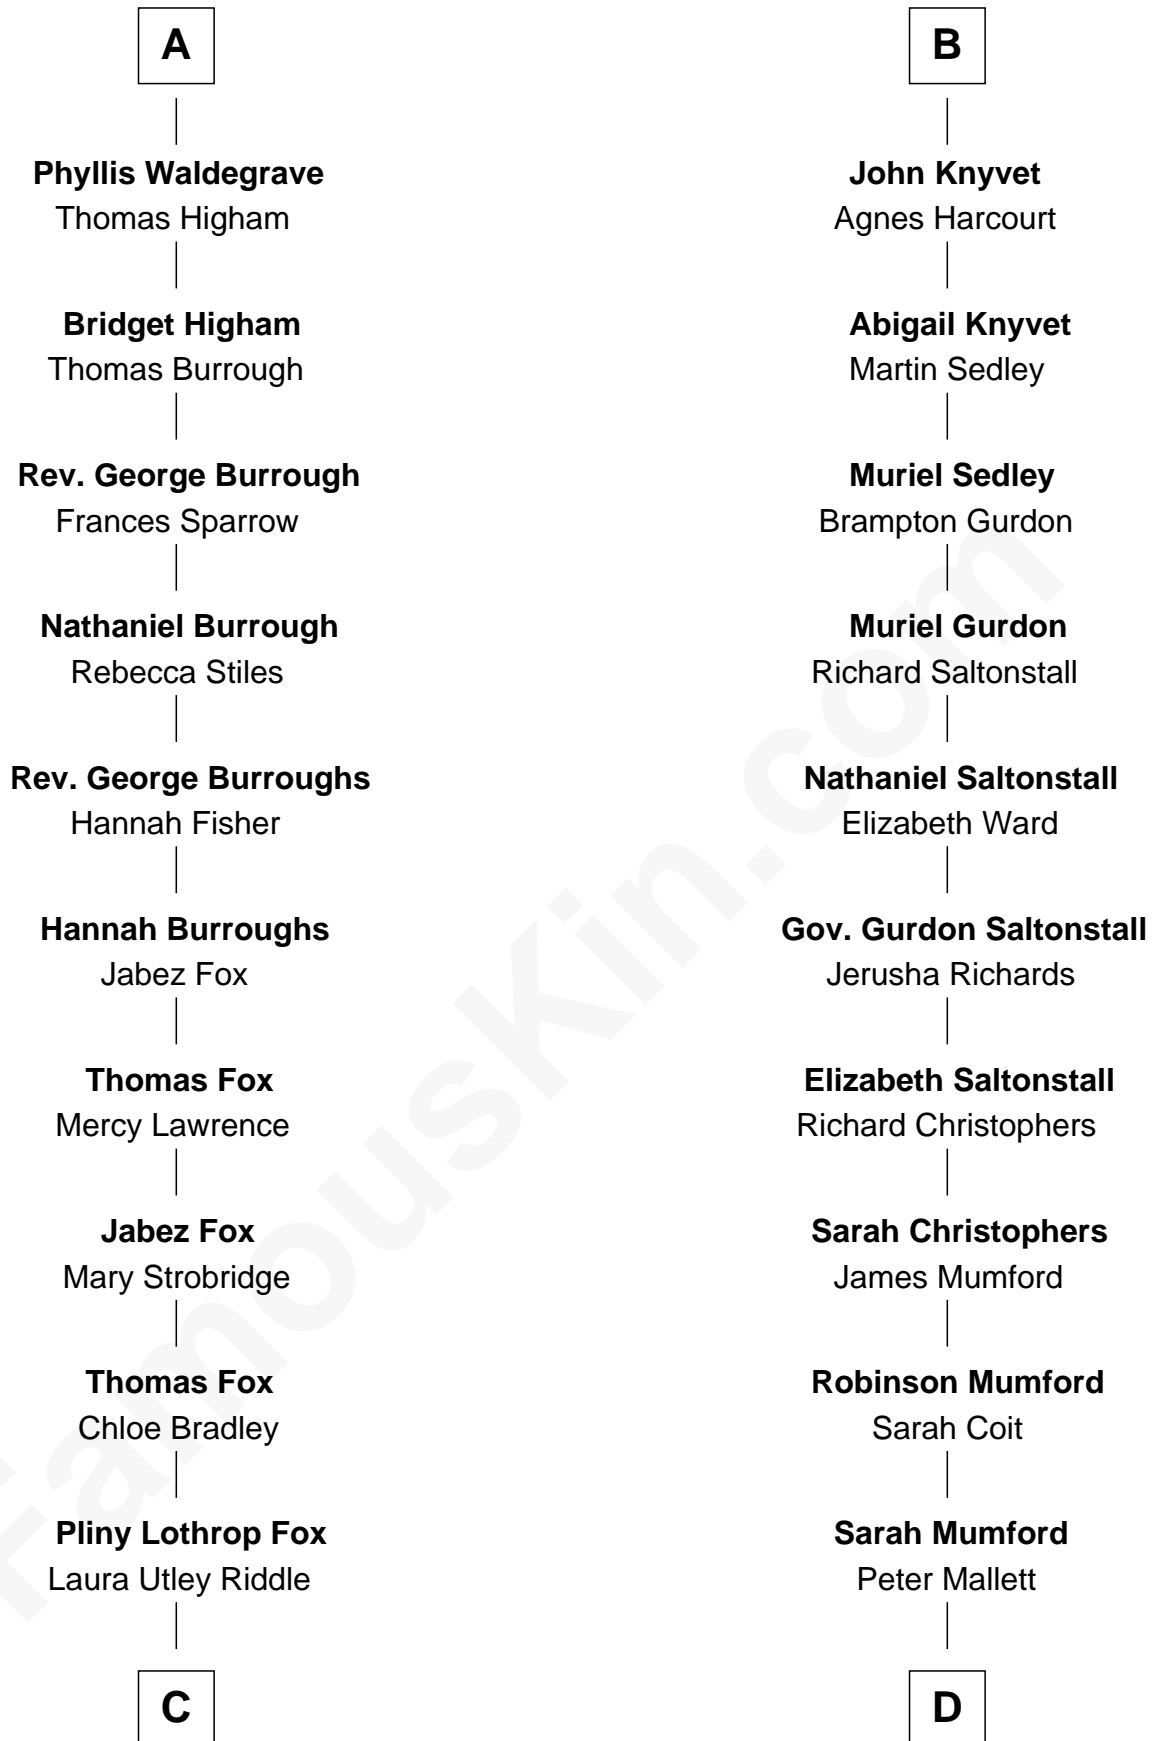 A
Phyllis Waldegrave
Thomas Higham
Bridget Higham
Thomas Burrough
Rev. George Burrough
Frances Sparrow
Nathaniel Burrough
Rebecca Stiles
Rev. George Burroughs
Hannah Fisher
Hannah Burroughs
Jabez Fox
Thomas Fox
Mercy Lawrence
Jabez Fox
Mary Strobridge
Thomas Fox
Chloe Bradley
Pliny Lothrop Fox
Laura Utley Riddle
C
B
John Knyvet
Agnes Harcourt
Abigail Knyvet
Martin Sedley
Muriel Sedley
Brampton Gurdon
Muriel Gurdon
Richard Saltonstall
Nathaniel Saltonstall
Elizabeth Ward
Gov. Gurdon Saltonstall
Jerusha Richards
Elizabeth Saltonstall
Richard Christophers
Sarah Christophers
James Mumford
Robinson Mumford
Sarah Coit
Sarah Mumford
Peter Mallett
D
FamousKin.com